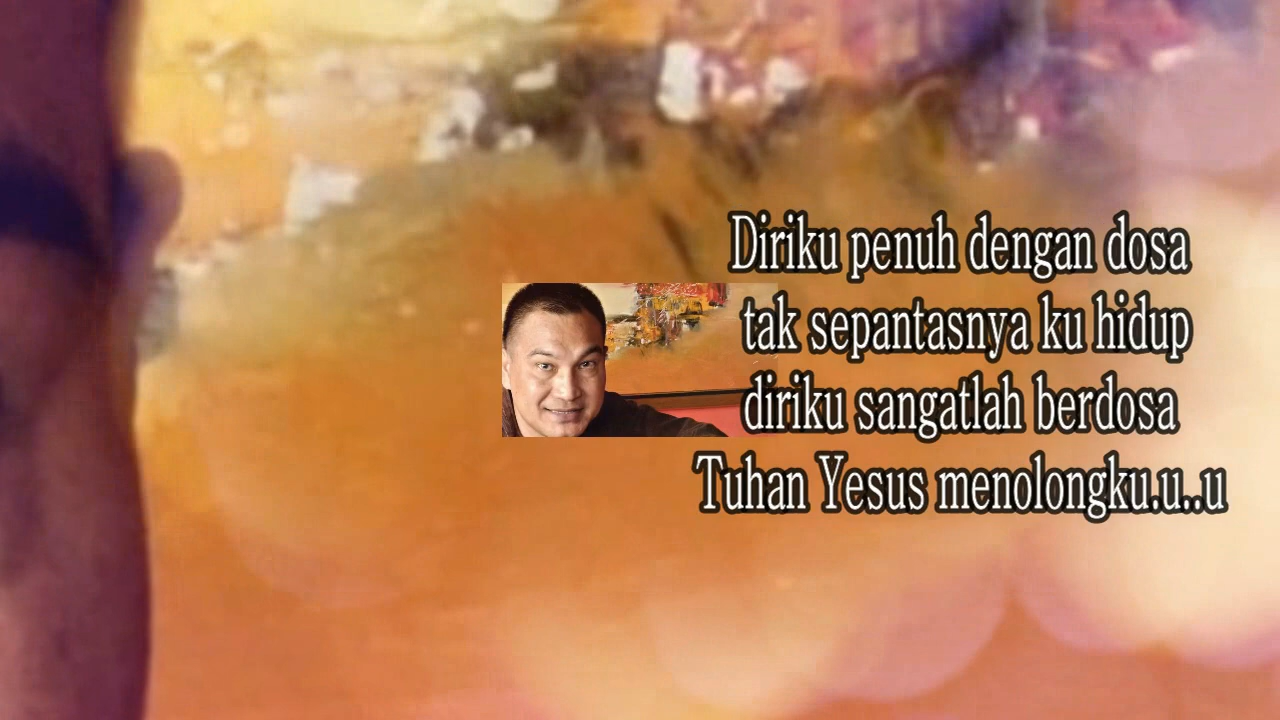 Diriku penuh dengan dosa
tak sepantasnya ku hidup
diriku sangatlah berdosa
Tuhan Yesus menolongku.u..u